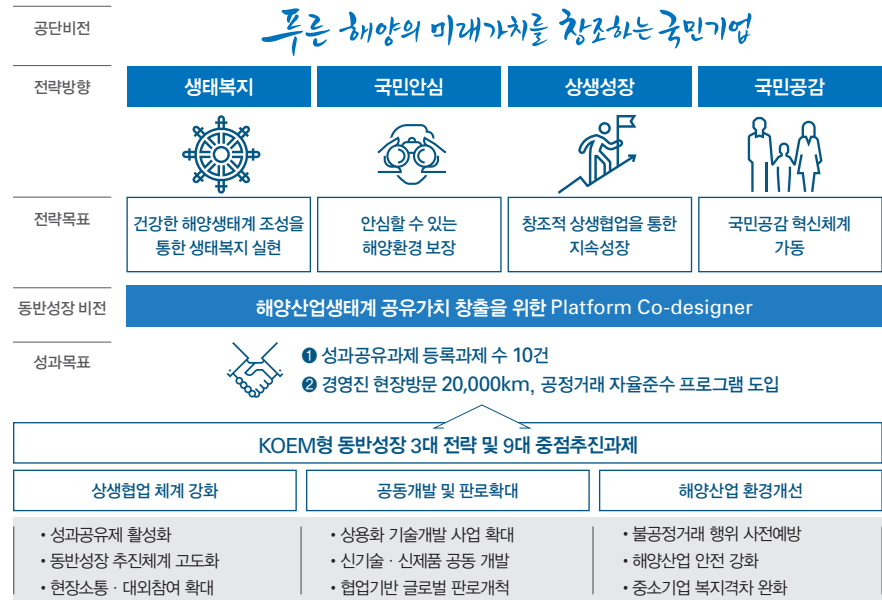 공단비전
푸른 해양의 미래가치를 창조하는 국민기업
전략방향
생태복지
국민안심
상생성장
국민공감
전략목표
건강한 해양생태계 조성을
통한 생태복지 실현
안심할 수 있는
해양환경 보장
창조적 상생협업을 통한
지속성장
국민공감 혁신체계
가동
동반성장 비전
해양산업생태계 공유가치 창출을 위한 Platform Co-designer
성과목표
❶ 성과공유과제 등록과제 수 10건
❷ 경영진 현장방문 20,000km, 공정거래 자율준수 프로그램 도입
KOEM형 동반성장 3대 전략 및 9대 중점추진과제
상생협업 체계 강화
공동개발 및 판로확대
해양산업 환경개선
• 성과공유제 활성화
• 동반성장 추진체계 고도화
• 현장소통 · 대외참여 확대
• 상용화 기술개발 사업 확대
• 신기술 · 신제품 공동 개발
• 협업기반 글로벌 판로개척
• 불공정거래 행위 사전예방
• 해양산업 안전 강화
• 중소기업 복지격차 완화